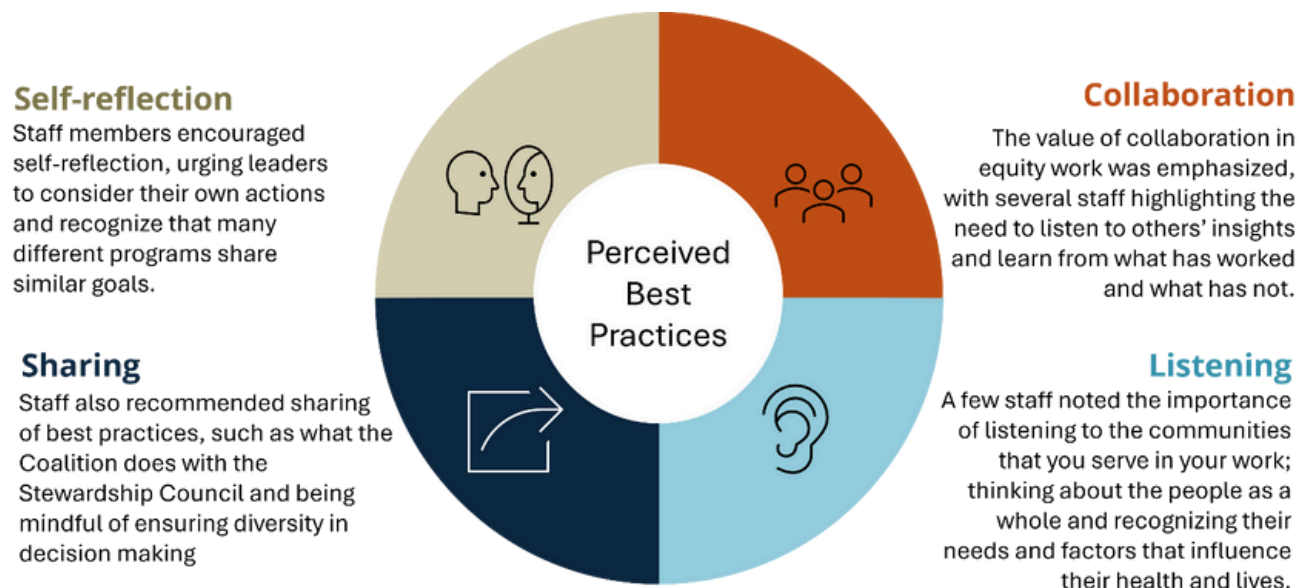 Self-reflection
Staff members encouraged
self-reflection, urging leaders
to consider their own actions
and recognize that many
different programs share
similar goals.
Collaboration
The value of collaboration in
equity work was emphasized,
with several staff highlighting the
need to listen to others’ insights
and learn from what has worked
and what has not.
Perceived
Best
Practices
Sharing
Staff also recommended sharing
of best practices, such as what the
Coalition does with the
Stewardship Council and being
mindful of ensuring diversity in
decision making
Listening
A few staff noted the importance
of listening to the communities
that you serve in your work;
thinking about the people as a
whole and recognizing their
needs and factors that influence
their health and lives.